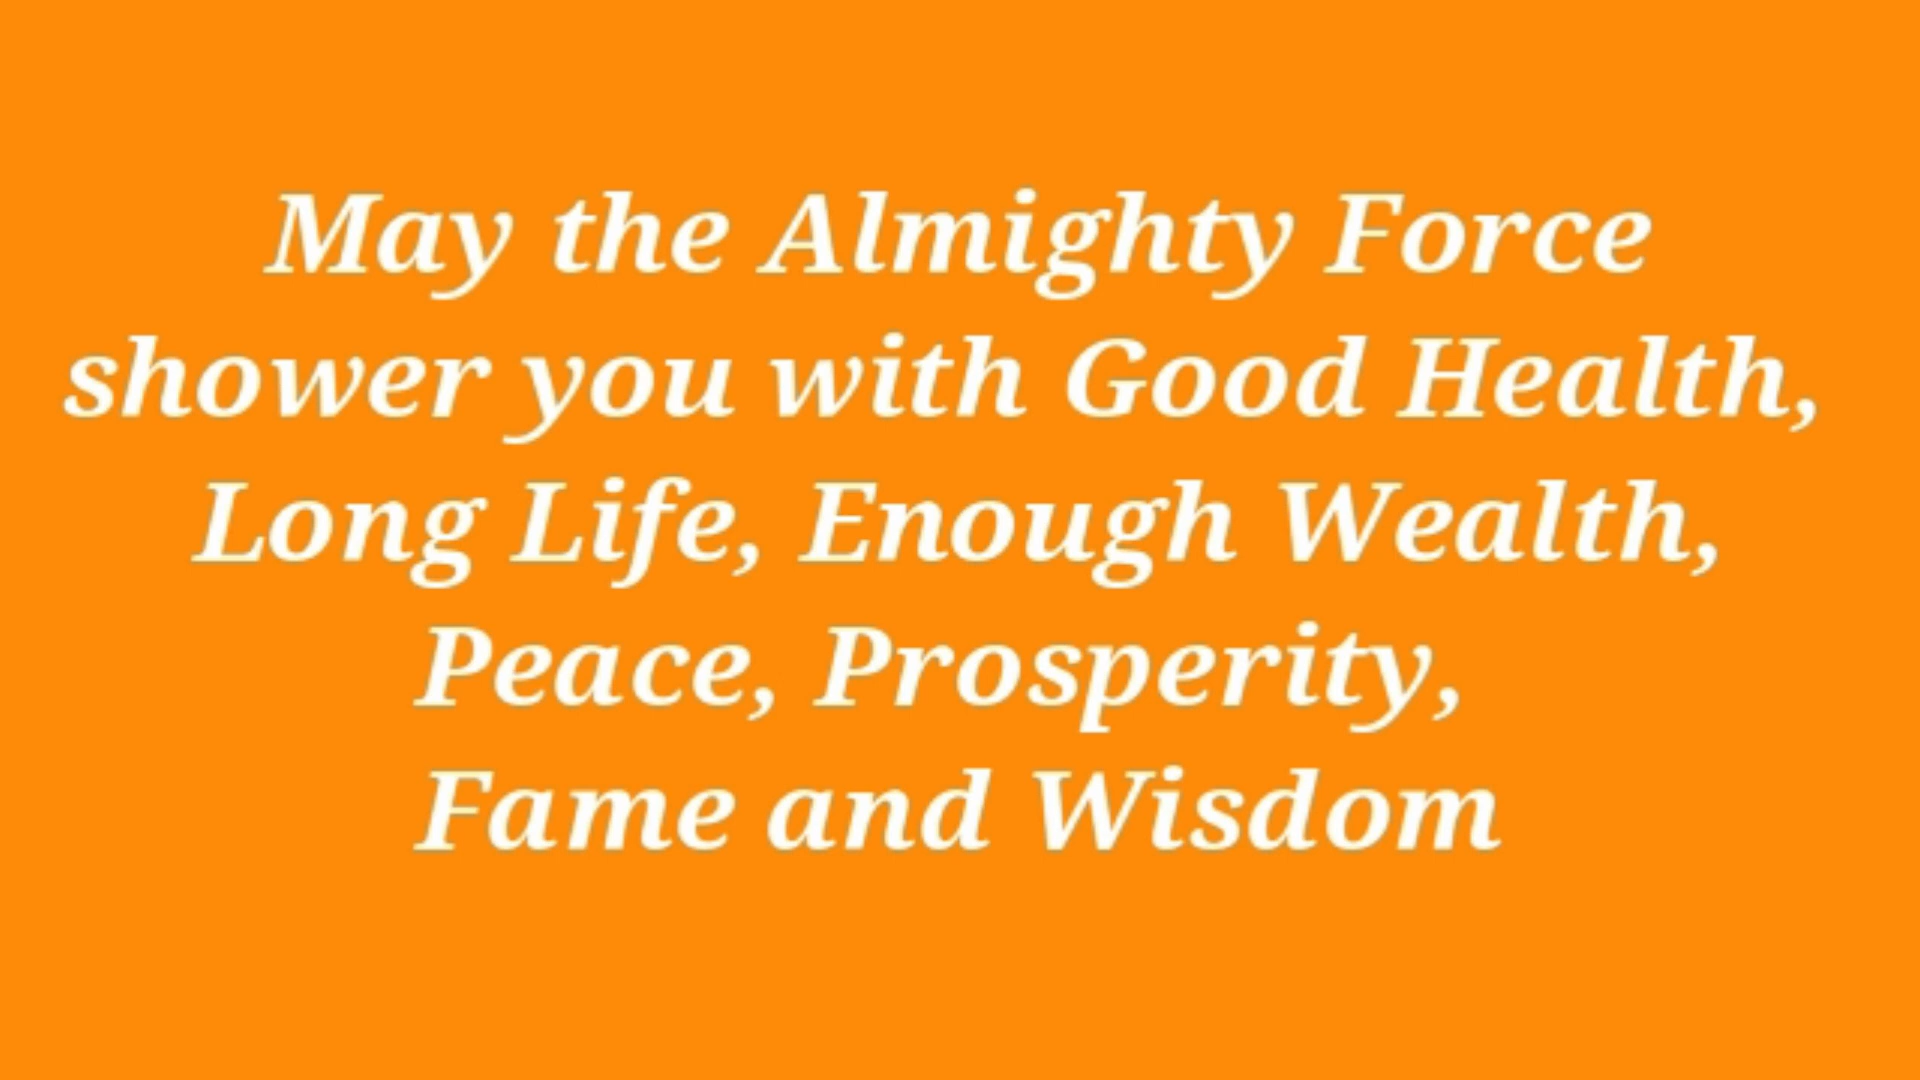 May the Almighty Force
shower you with Good Health,
Long Life, Enough Wealth,
Peace, Prosperity,
Fame and Wisdom